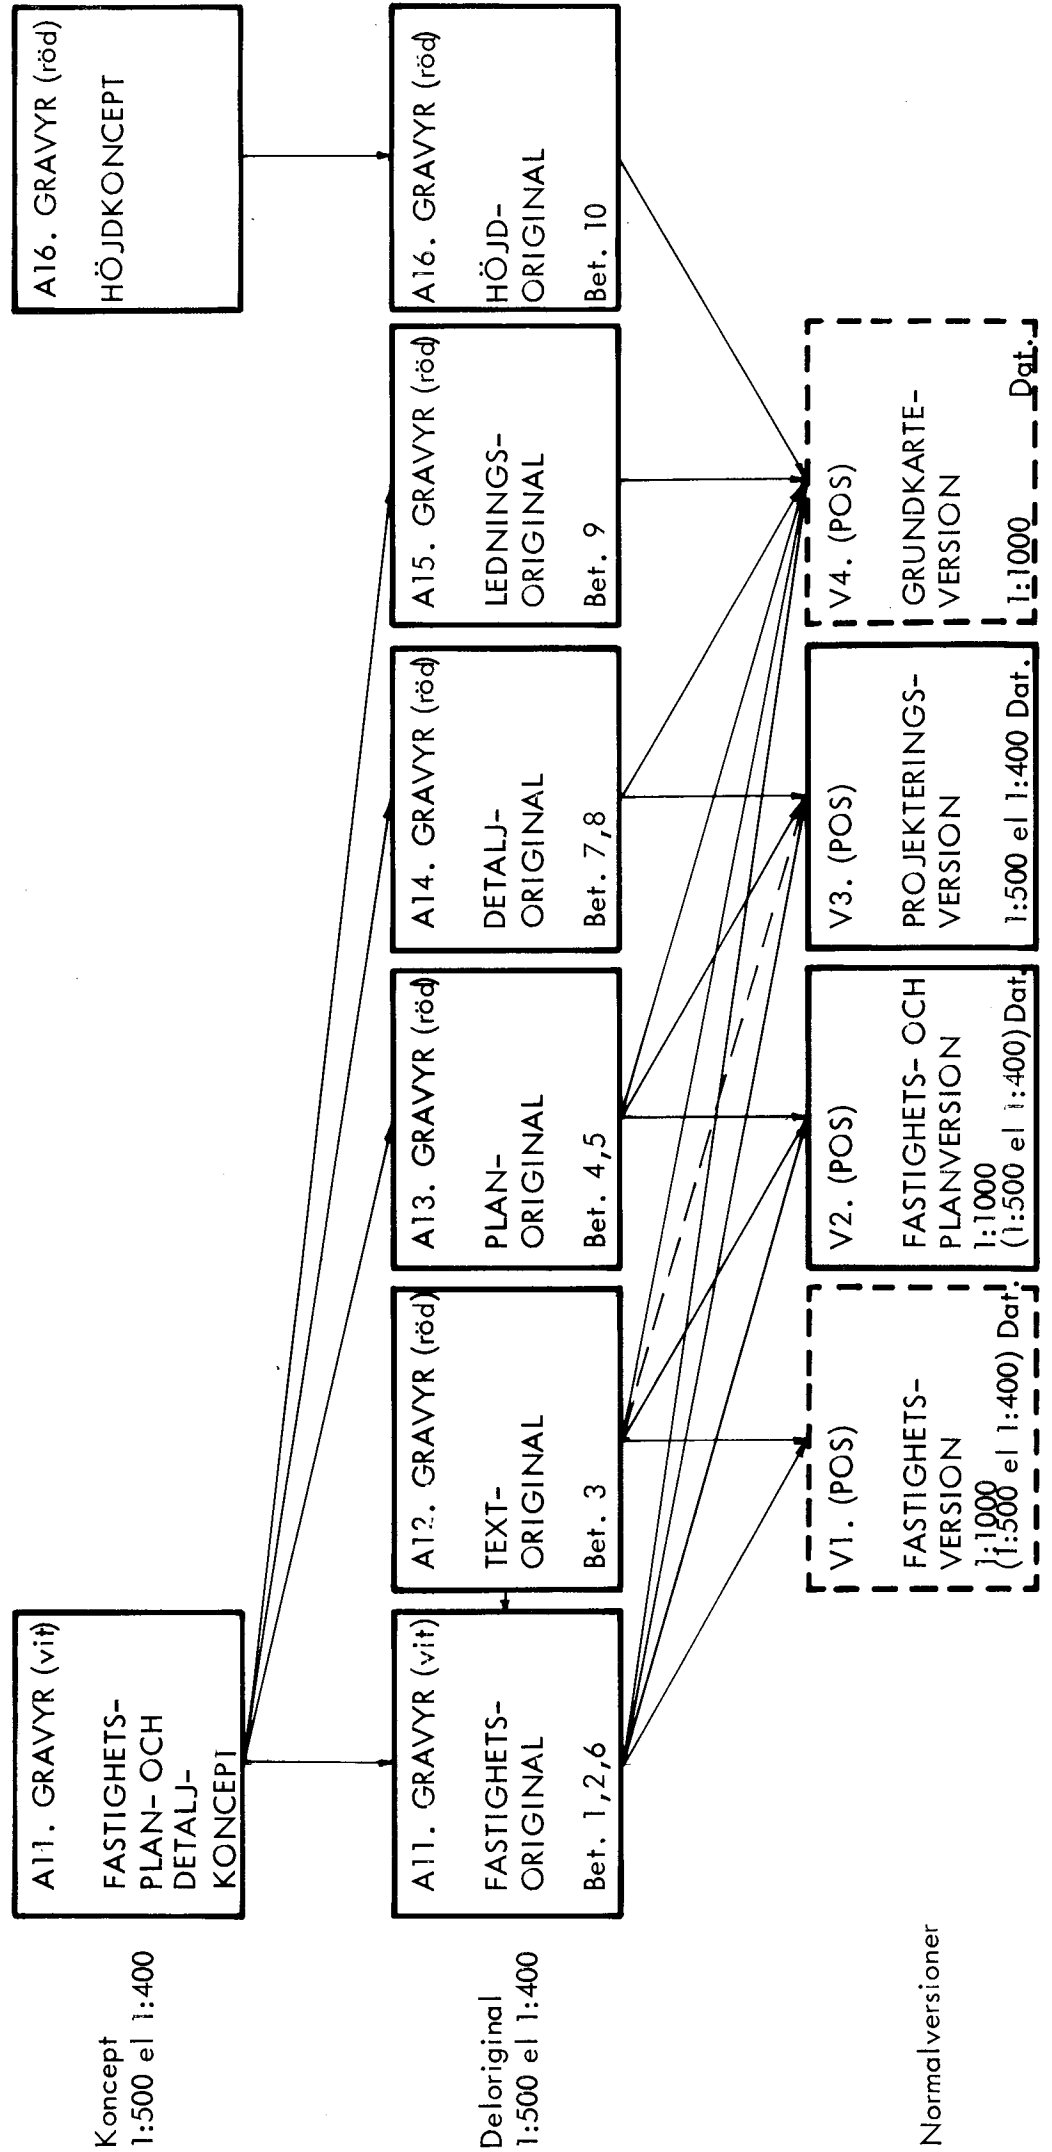 Koncept
1:500 el 1:400
A11. GRAVYR (vit)
FASTIGHETS-
PLAN- OCH
DETALJ-
KONCEPT
A16. GRAVYR (röd)
HÖJDKONCEPT
Deloriginal
1:500 el 1:400
A11. GRAVYR (vit)
FASTIGHETS-
ORIGINAL
Bet. 1,2,6
A12. GRAVYR (röd)
TEXT-
ORIGINAL
Bet. 3
A13. GRAVYR (röd)
PLAN-
ORIGINAL
Bet. 4,5
A14. GRAVYR (röd)
DETALJ-
ORIGINAL
Bet. 7,8
A15. GRAVYR (röd)
LEDNINGS-
ORIGINAL
Bet. 9
A16. GRAVYR (röd)
HÖJD-
ORIGINAL
Bet. 10
Normalversioner
V1. (POS)
FASTIGHETS-
VERSION
1:1000
(1:500 el 1:400) Dat.
V2. (POS)
FASTIGHETS- OCH
PLANVERSION
1:1000
(1:500 el 1:400) Dat.
V3. (POS)
PROJEKTERINGS-
VERSION
1:500 el 1:400 Dat.
V4. (POS)
GRUNDKARTE-
VERSION
1:1000 Dat.